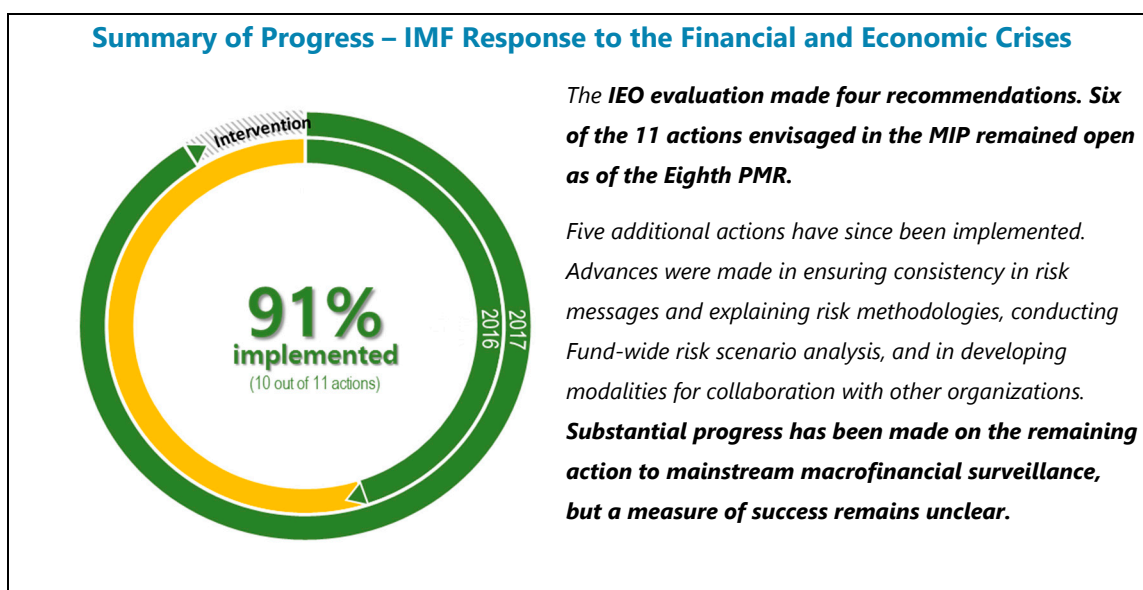 Summary of Progress – IMF Response to the Financial and Economic Crises
Intervention
91%
implemented
(10 out of 11 actions)
2016
2017
The IEO evaluation made four recommendations. Six
of the 11 actions envisaged in the MIP remained open
as of the Eighth PMR.
Five additional actions have since been implemented.
Advances were made in ensuring consistency in risk
messages and explaining risk methodologies, conducting
Fund-wide risk scenario analysis, and in developing
modalities for collaboration with other organizations.
Substantial progress has been made on the remaining
action to mainstream macrofinancial surveillance,
but a measure of success remains unclear.